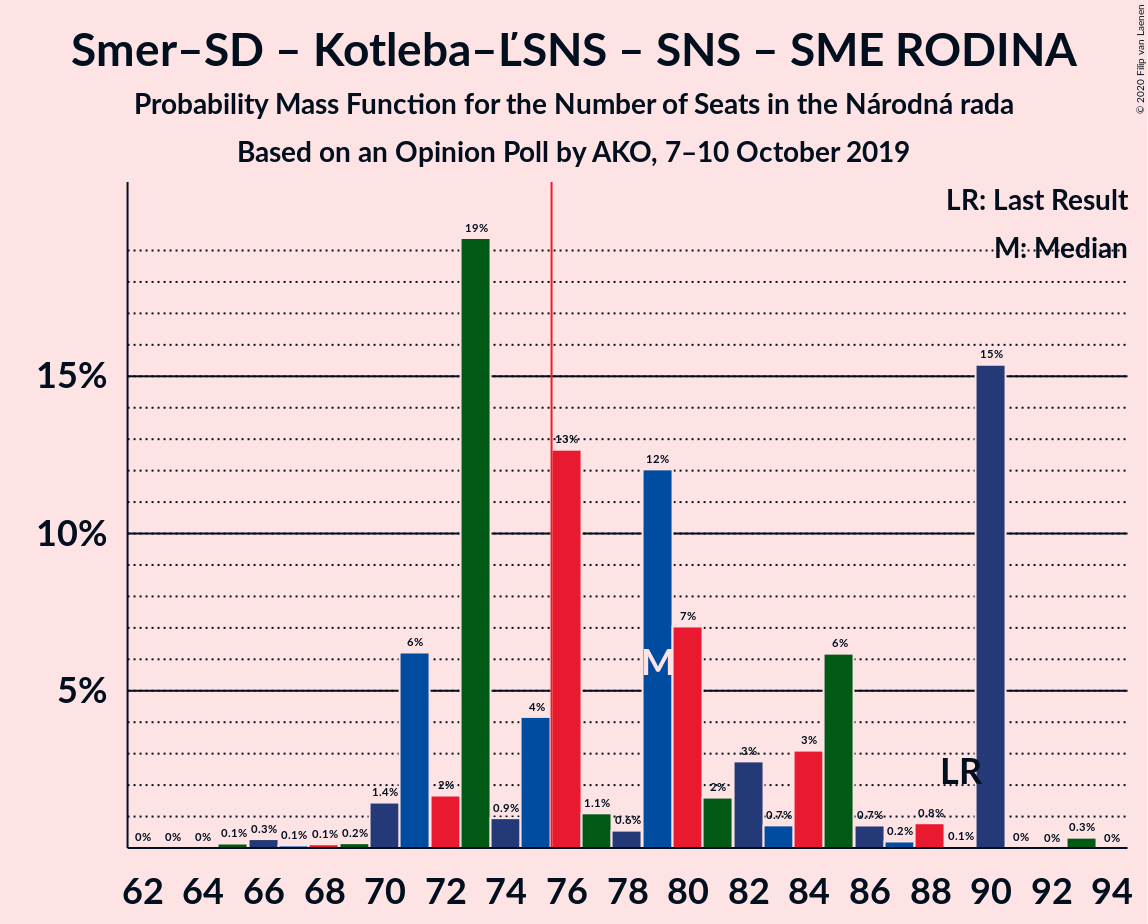 Smer–SD – Kotleba–ĽSNS – SNS – SME RODINA
Probability Mass Function for the Number of Seats in the Národná rada
Based on an Opinion Poll by AKO, 7–10 October 2019
© 2020 Filip van Laenen
LR: Last Result
M: Median
15%
10%
5%
0% 0% 0% 0.1% 0.3% 0.1% 0.1% 0.2% 1.4% 6% 2% 19% 0.9% 4% 13% 1.1% 0.6% 12% 7% 2% 3% 0.7% 3% 6% 0.7% 0.2% 0.8% 0.1% 15% 0% 0% 0.3% 0%
M
LR
62 64 66 68 70 72 74 76 78 80 82 84 86 88 90 92 94